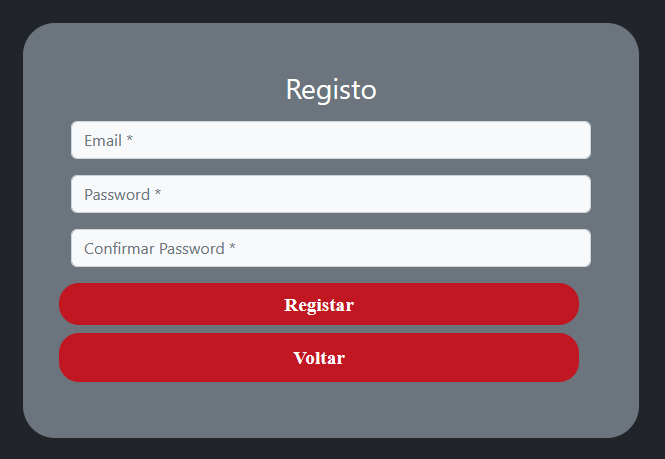 Registo
Email *
Password *
Confirmar Password *
Registar
Voltar